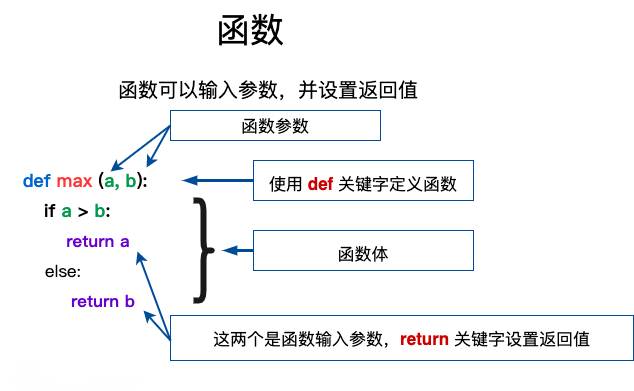 函数
函数可以输入参数，并设置返回值
函数参数
def max (a, b):
使用 def 关键字定义函数
if a > b:
return a
函数体
else:
return b
这两个是函数输入参数，return 关键字设置返回值